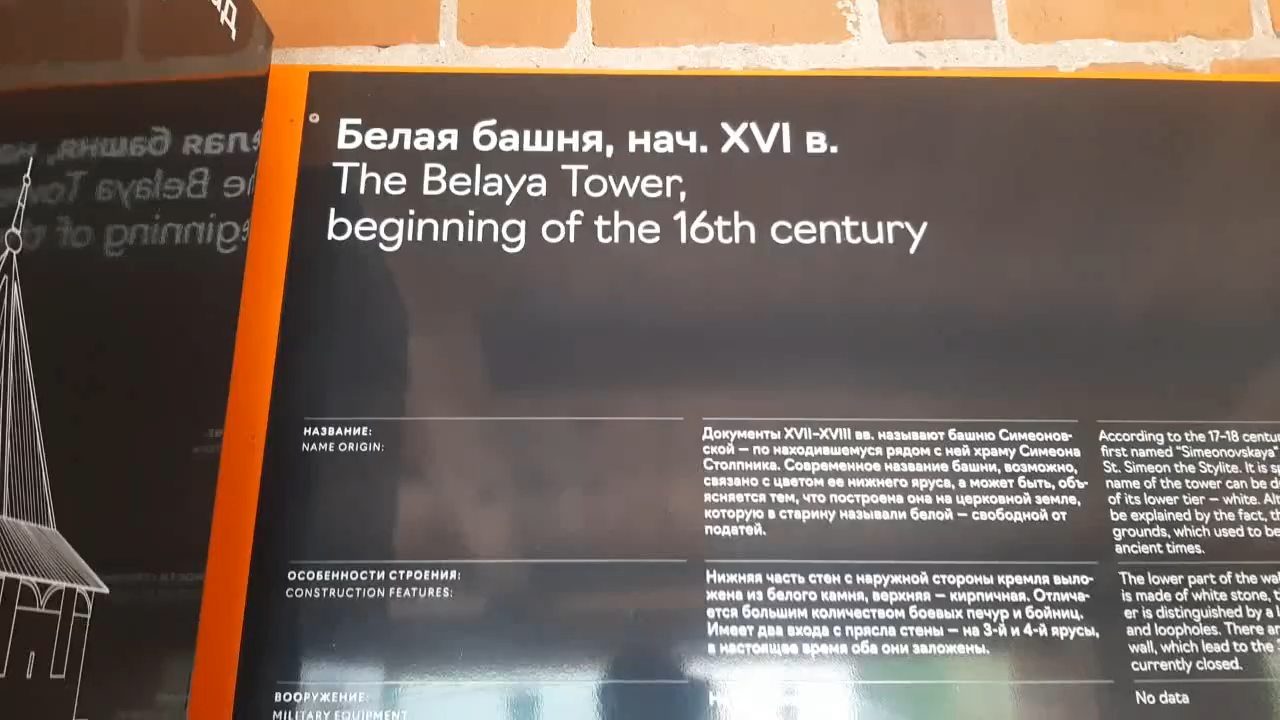 Белая башня, нач. XVI в.
The Belaya Tower,
beginning of the 16th century
НАЗВАНИЕ:
NAME ORIGIN:
Документы XVII–XVIII вв. называют башню Симеонов-
ской – по находившемуся рядом с ней храму Симеона
Столпника. Современное название башни, возможно,
связано с цветом ее нижнего яруса, а может быть, объ-
ясняется тем, что построена она на церковной земле,
которую в старину называли белой – свободной от
податей.
According to the 17-18
first named "Simeonovskaya"
St. Simeon the Stylite. It is
name of the tower can be
of its lower tier – white.
be explained by the fact,
grounds, which used to be
ancient times.
ОСОБЕННОСТИ СТРОЕНИЯ:
CONSTRUCTION FEATURES:
Нижняя часть стен с наружной стороны кремля выло-
жена из белого камня, верхняя – кирпичная. Отлича-
ется большим количеством боевых печур и бойниц.
Имеет два входа с прясла стены – на 3-й и 4-й ярусы,
в настоящее время оба они заложены.
The lower part of the
is made of white stone,
er is distinguished by a
and loopholes. There
wall, which lead to the
currently closed.
ВООРУЖЕНИЕ:
MILITARY EQUIPMENT
No data